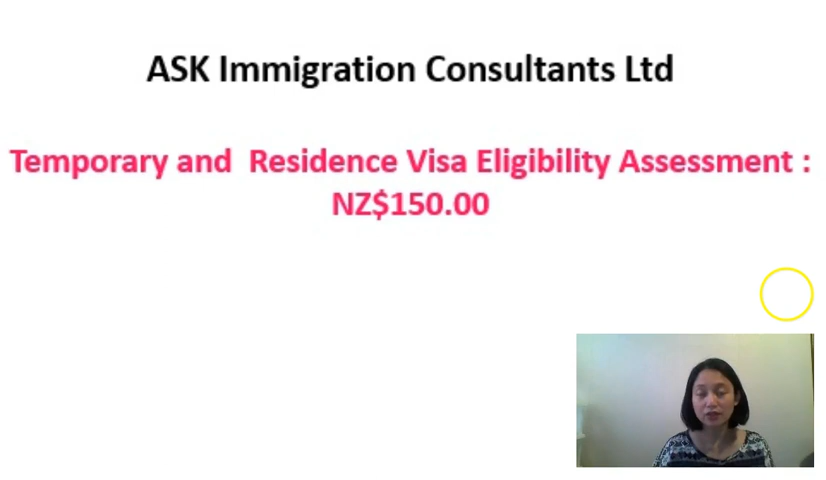 ASK Immigration Consultants Ltd
Temporary and  Residence Visa Eligibility Assessment :
NZ$150.00